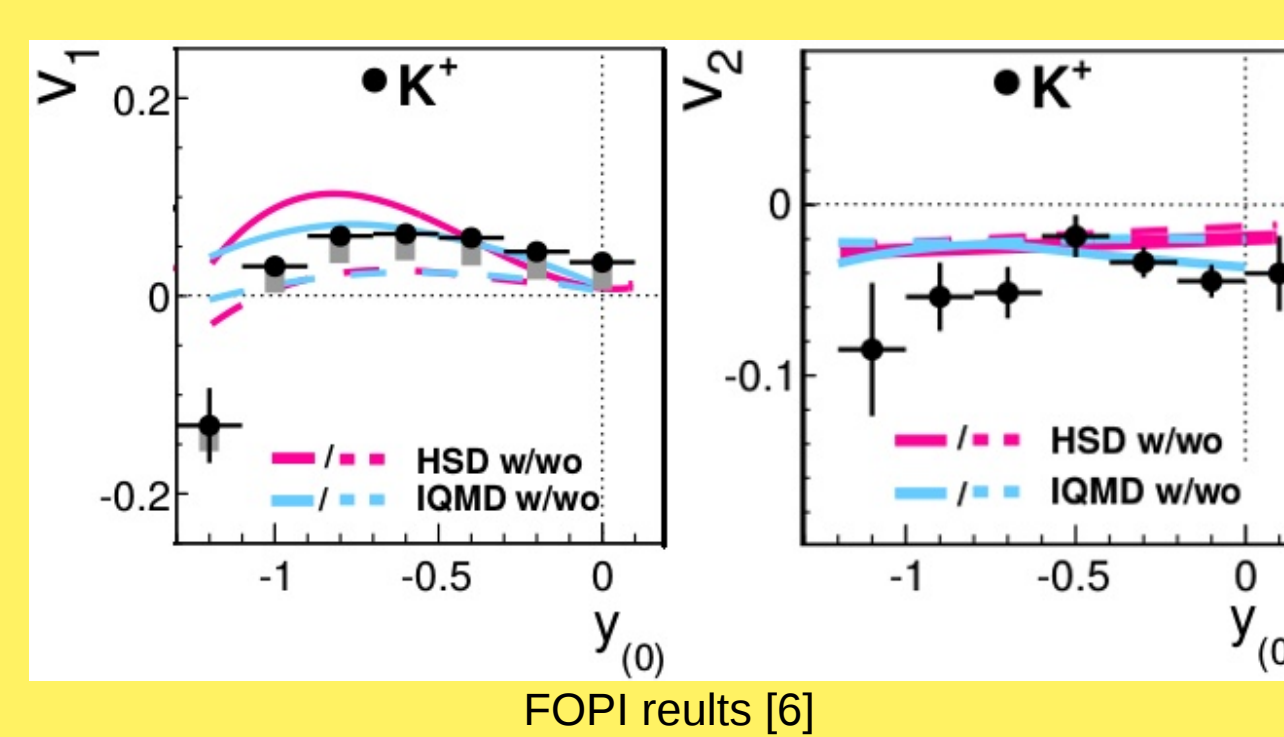 v1
K+
0.2
0
-0.2
HSD w/wo
IQMD w/wo
-1 -0.5 0
y(0)
v2
K+
0
-0.1
HSD w/wo
IQMD w/wo
-1 -0.5 0
y(0
FOPI reults [6]